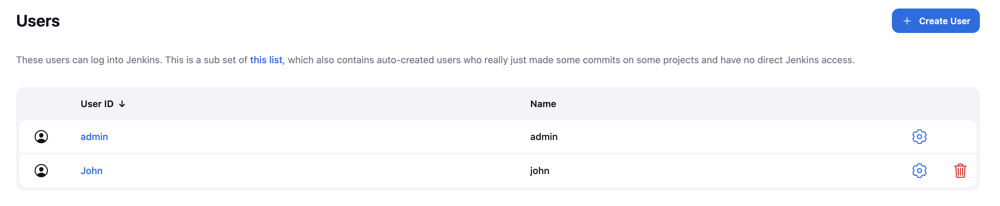 Users
+ Create User
These users can log into Jenkins. This is a sub set of this list, which also contains auto-created users who really just made some commits on some projects and have no direct Jenkins access.
User ID ↓ Name
admin admin
John john